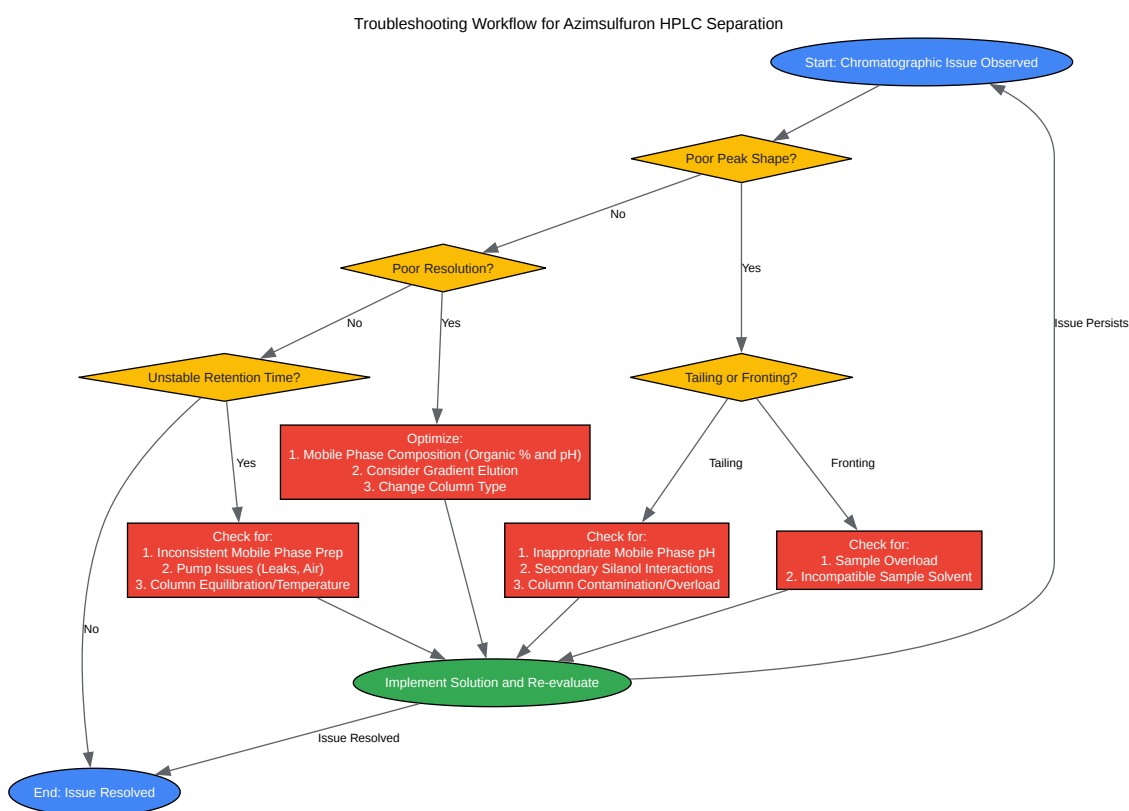 Troubleshooting Workflow for Azimsulfuron HPLC Separation
Start: Chromatographic Issue Observed
Poor Peak Shape?
No
Yes
Poor Resolution?
No
Yes
Issue Persists
Unstable Retention Time?
Tailing or Fronting?
Yes
Optimize:
1. Mobile Phase Composition (Organic % and pH)
2. Consider Gradient Elution
3. Change Column Type
Tailing
Fronting
Check for:
1. Inconsistent Mobile Phase Prep
2. Pump Issues (Leaks, Air)
3. Column Equilibration/Temperature
Check for:
1. Inappropriate Mobile Phase pH
2. Secondary Silanol Interactions
3. Column Contamination/Overload
Check for:
1. Sample Overload
2. Incompatible Sample Solvent
No
Implement Solution and Re-evaluate
Issue Resolved
End: Issue Resolved